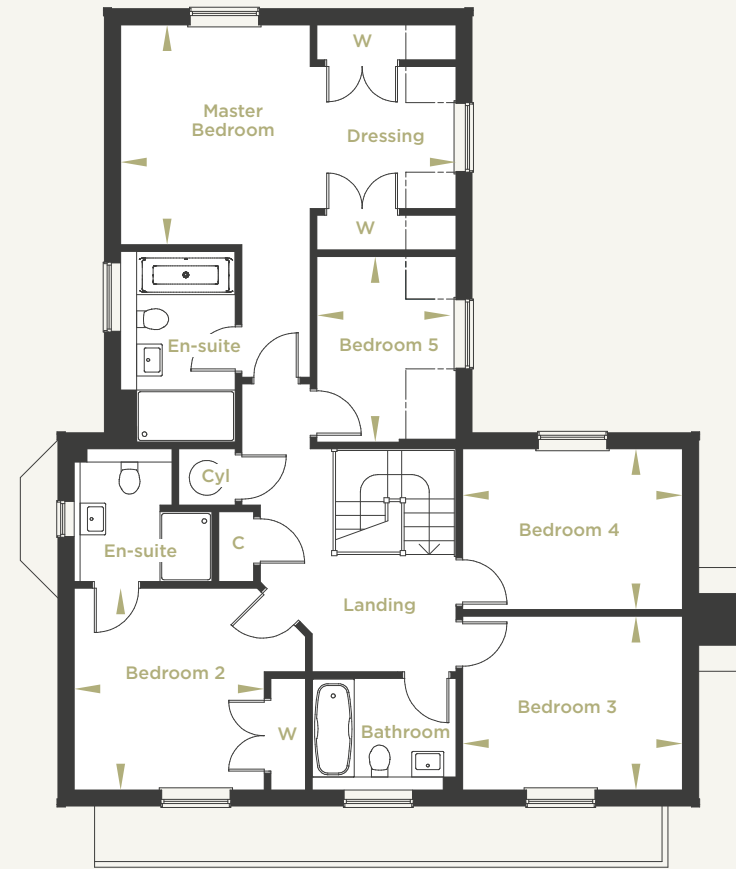 W
Master
Bedroom
Dressing
W
En-suite
Bedroom 5
Cyl
Bedroom 4
C
En-suite
Landing
Bedroom 2
Bedroom 3
W
Bathroom